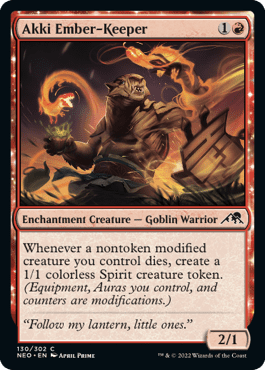 Akki Ember-Keeper 1
Enchantment Creature — Goblin Warrior
Whenever a nontoken modified
creature you control dies, create a
1/1 colorless Spirit creature token.
(Equipment, Auras you control, and
counters are modifications.)
"Follow my lantern, little ones."
2/1
130/302 C
NEO • EN April Prime
™ & © 2022 Wizards of the Coast